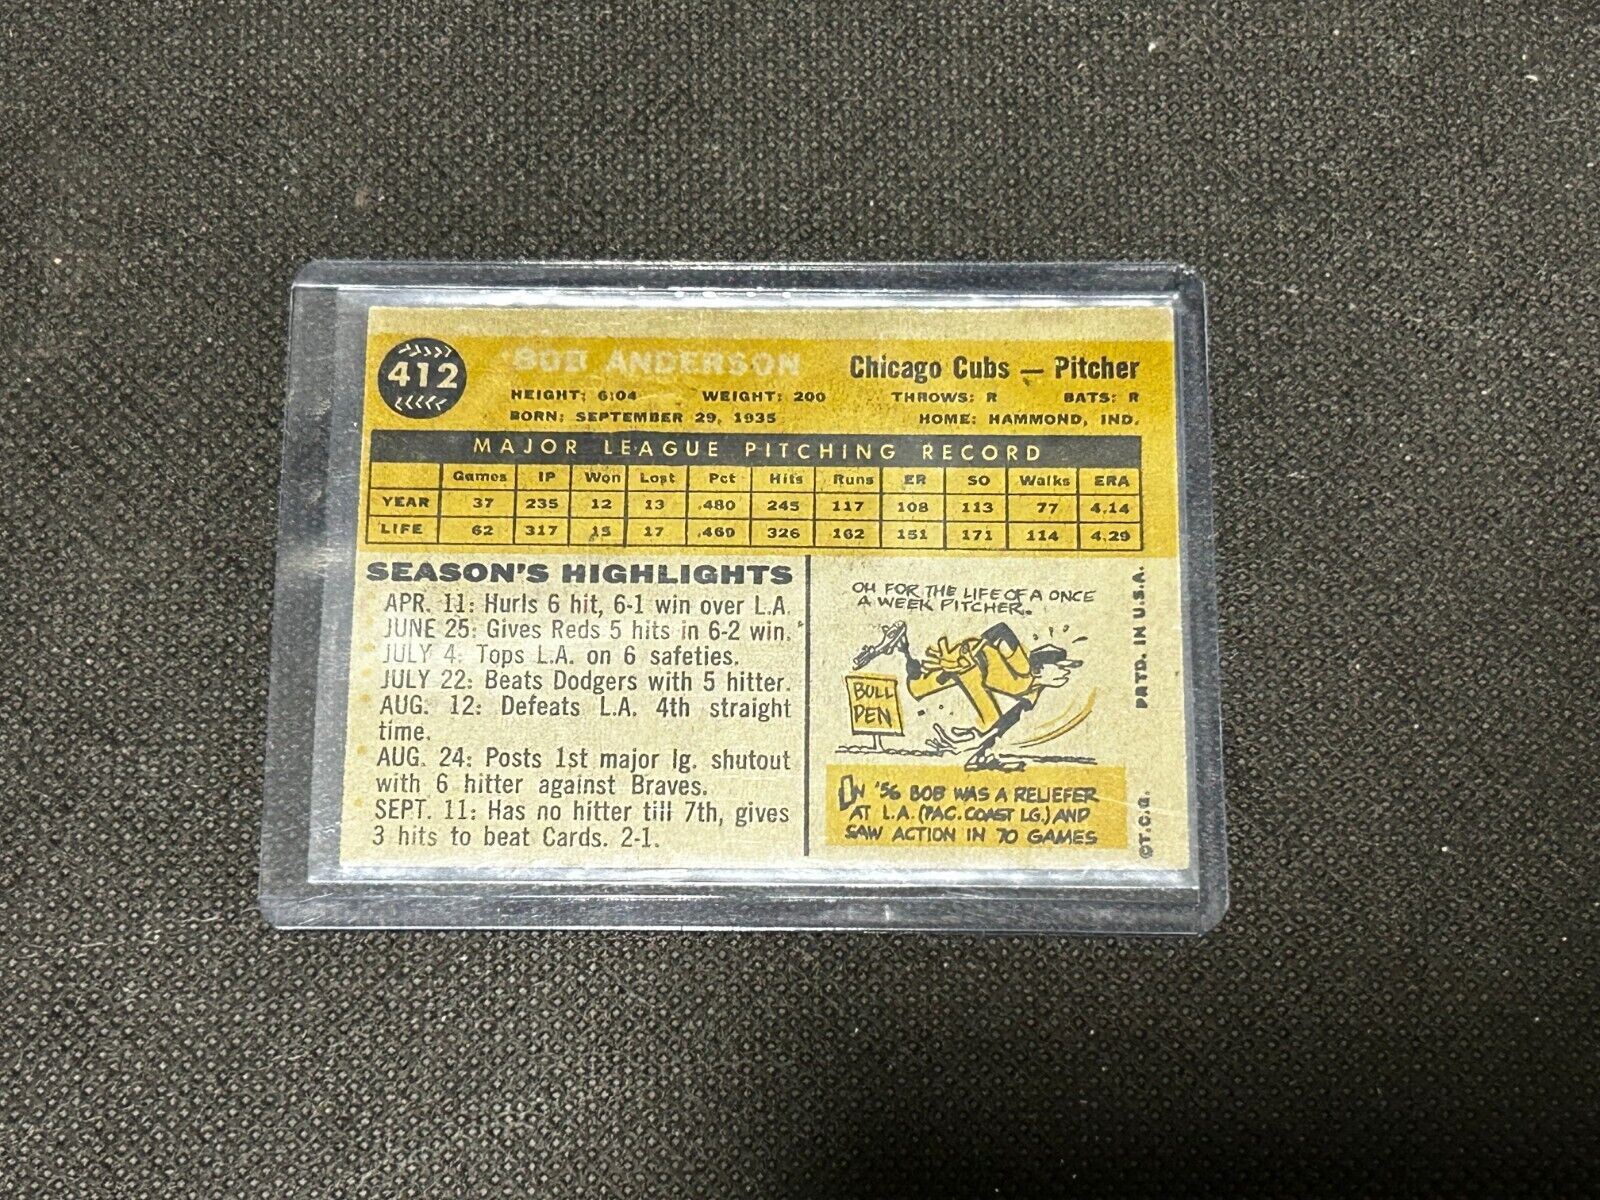 412
BOB ANDERSON Chicago Cubs — Pitcher
HEIGHT: 6:04 WEIGHT: 200 THROWS: R BATS: R
BORN: SEPTEMBER 29, 1935 HOME: HAMMOND, IND.
MAJOR LEAGUE PITCHING RECORD
Games IP Won Lost Pct Hits Runs ER SO Walks ERA
YEAR 37 235 12 13 .480 245 117 108 113 77 4.14
LIFE 62 317 15 17 .469 326 162 151 171 114 4.29
SEASON'S HIGHLIGHTS
APR. 11: Hurls 6 hit, 6-1 win over L.A.
JUNE 25: Gives Reds 5 hits in 6-2 win.
JULY 4: Tops L.A. on 6 safeties.
JULY 22: Beats Dodgers with 5 hitter.
AUG. 12: Defeats L.A. 4th straight
time.
AUG. 24: Posts 1st major lg. shutout
with 6 hitter against Braves.
SEPT. 11: Has no hitter till 7th, gives
3 hits to beat Cards. 2-1.
OH FOR THE LIFE OF A ONCE
A WEEK PITCHER.
BULL
PEN
IN '56 BOB WAS A RELIEFER
AT L.A. (PAC. COAST LG.) AND
SAW ACTION IN 70 GAMES
©T.C.G. PRTD. IN U.S.A.